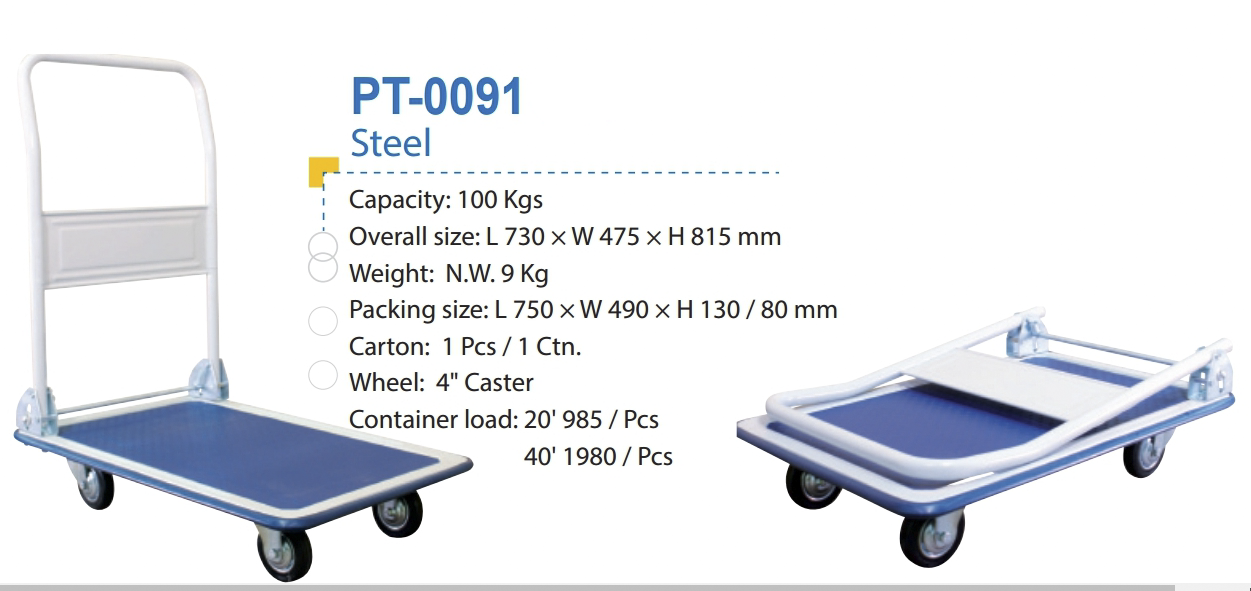 PT-0091
Steel
Capacity: 100 Kgs
Overall size: L 730 × W 475 × H 815 mm
Weight:  N.W. 9 Kg
Packing size: L 750 × W 490 × H 130 / 80 mm
Carton:  1 Pcs / 1 Ctn.
Wheel:  4" Caster
Container load: 20' 985 / Pcs
40' 1980 / Pcs